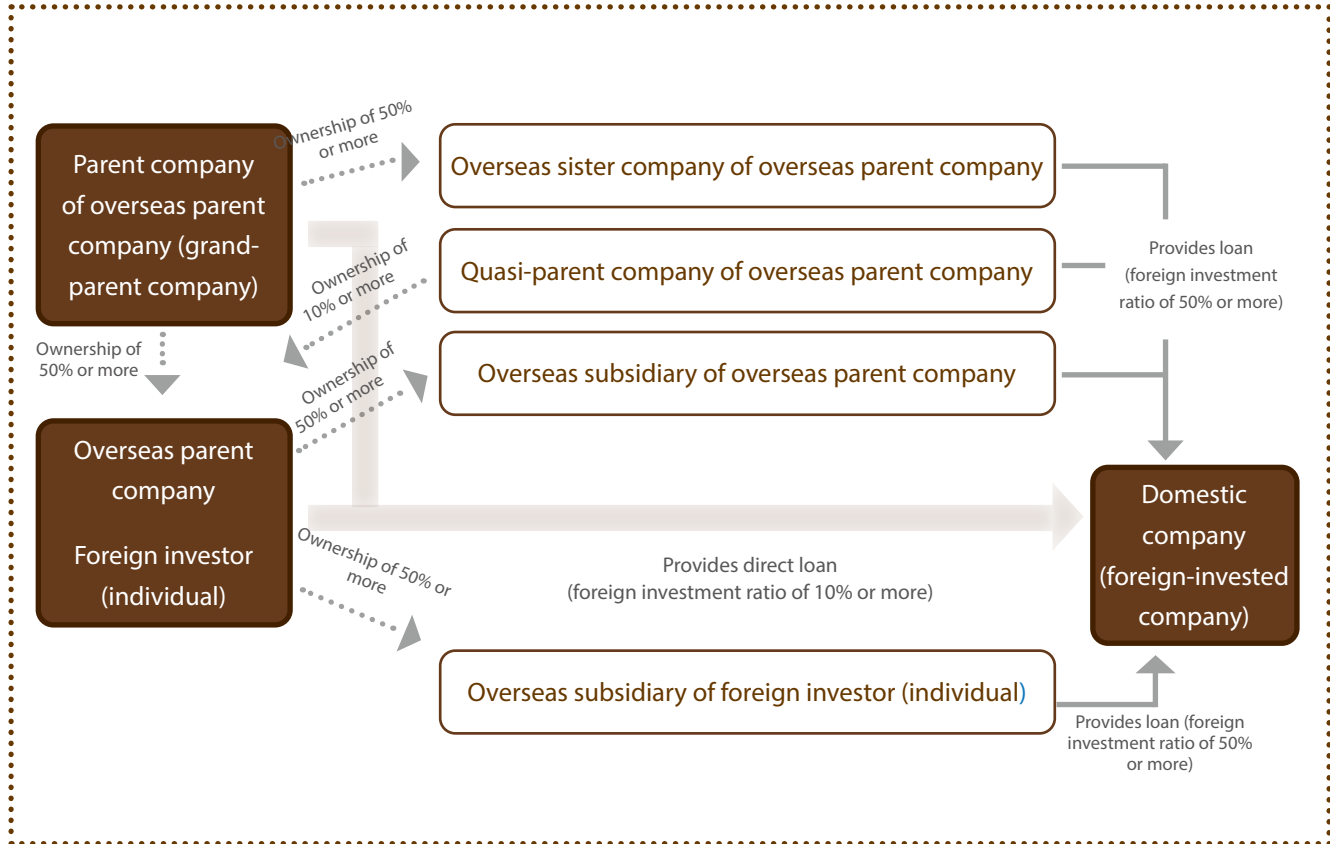 Ownership of 50%
or more
Parent company
of overseas parent
company (grand-
parent company)
Overseas sister company of overseas parent company
Quasi-parent company of overseas parent company
Ownership of
10% or more
Provides loan
(foreign investment
ratio of 50% or more)
Ownership of
50% or more
Ownership of
50% or more
Overseas subsidiary of overseas parent company
Overseas parent
company
Foreign investor
(individual)
Domestic
company
(foreign-invested
company)
Ownership of 50% or
more
Provides direct loan
(foreign investment ratio of 10% or more)
Overseas subsidiary of foreign investor (individual)
Provides loan (foreign
investment ratio of 50%
or more)